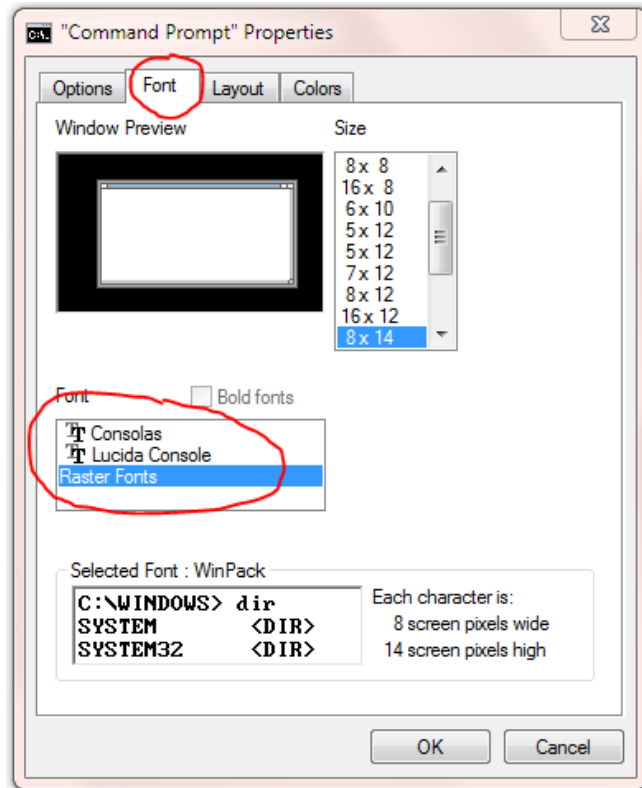 C:\. "Command Prompt" Properties
Options Font Layout Colors
Window Preview Size
8 x 8
16 x 8
6 x 10
5 x 12
5 x 12
7 x 12
8 x 12
16 x 12
8 x 14
Font Bold fonts
Consolas
Lucida Console
Raster Fonts
Selected Font : WinPack
C:\WINDOWS> dir
SYSTEM <DIR>
SYSTEM32 <DIR>
Each character is:
8 screen pixels wide
14 screen pixels high
OK Cancel